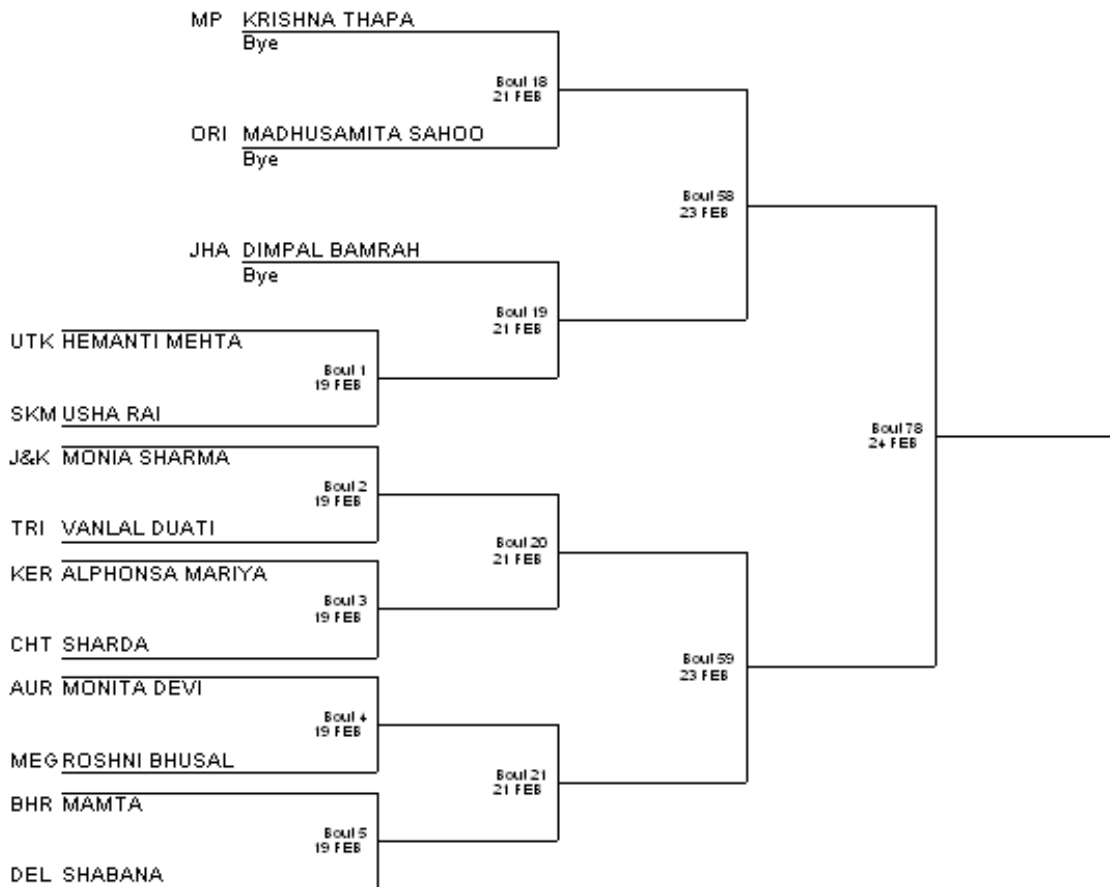 MP KRISHNA THAPA
Bye
Bout 18
21 FEB
ORI MADHUSAMITA SAHOO
Bye
Bout 58
23 FEB
JHA DIMPAL BAMRAH
Bye
Bout 19
21 FEB
UTK HEMANTI MEHTA
Bout 1
19 FEB
SKM USHA RAI
Bout 78
24 FEB
J&K MONIA SHARMA
Bout 2
19 FEB
TRI VANLAL DUATI
Bout 20
21 FEB
KER ALPHONSA MARIYA
Bout 3
19 FEB
CHT SHARDA
Bout 59
23 FEB
AUR MONITA DEVI
Bout 4
19 FEB
MEG ROSHNI BHUSAL
Bout 21
21 FEB
BHR MAMTA
Bout 5
19 FEB
DEL SHABANA